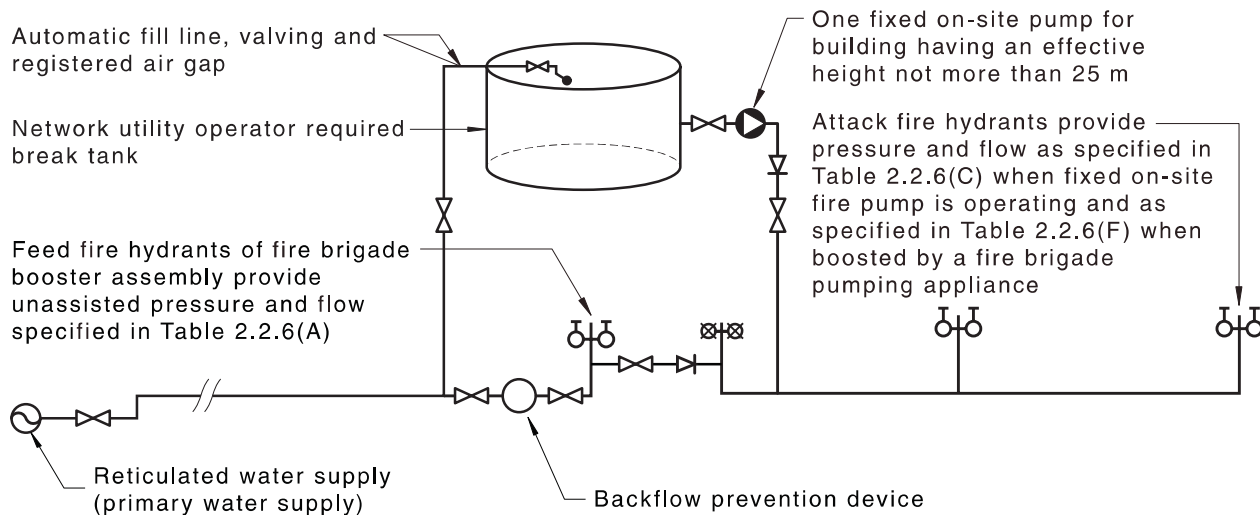 Automatic fill line, valving and
registered air gap
Network utility operator required
break tank
Feed fire hydrants of fire brigade
booster assembly provide
unassisted pressure and flow
specified in Table 2.2.6(A)
One fixed on-site pump for
building having an effective
height not more than 25 m
Attack fire hydrants provide
pressure and flow as specified in
Table 2.2.6(C) when fixed on-site
fire pump is operating and as
specified in Table 2.2.6(F) when
boosted by a fire brigade
pumping appliance
Reticulated water supply
(primary water supply)
Backflow prevention device